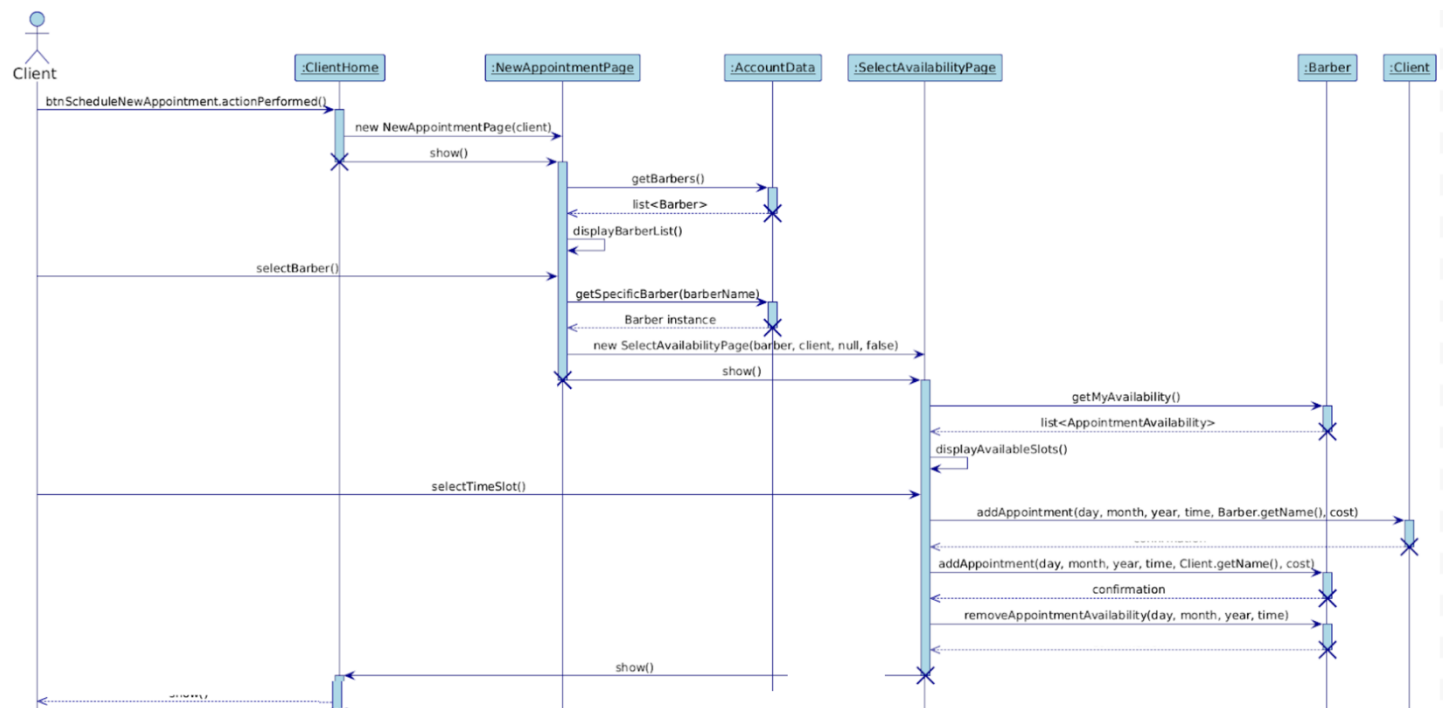 Client
:ClientHome
:NewAppointmentPage
:AccountData
:SelectAvailabilityPage
:Barber
:Client
btnScheduleNewAppointment.actionPerformed()
new NewAppointmentPage(client)
show()
getBarbers()
list<Barber>
displayBarberList()
selectBarber()
getSpecificBarber(barberName)
Barber instance
new SelectAvailabilityPage(barber, client, null, false)
show()
getMyAvailability()
list<AppointmentAvailability>
displayAvailableSlots()
selectTimeSlot()
addAppointment(day, month, year, time, Barber.getName(), cost)
addAppointment(day, month, year, time, Client.getName(), cost)
confirmation
removeAppointmentAvailability(day, month, year, time)
show()